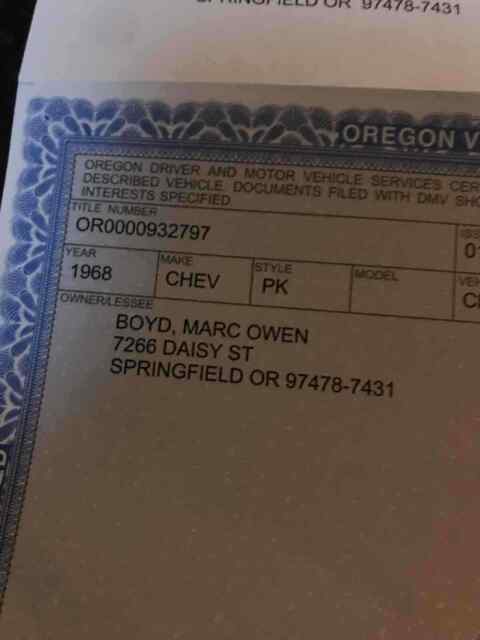 SPRINGFIELD OR 97478-7431
OREGON
OREGON DRIVER AND MOTOR VEHICLE SERVICES
DESCRIBED VEHICLE. DOCUMENTS FILED WITH DMV
INTERESTS SPECIFIED
TITLE NUMBER
OR0000932797
YEAR MAKE STYLE MODEL
1968 CHEV PK
OWNER/LESSEE
BOYD, MARC OWEN
7266 DAISY ST
SPRINGFIELD OR 97478-7431